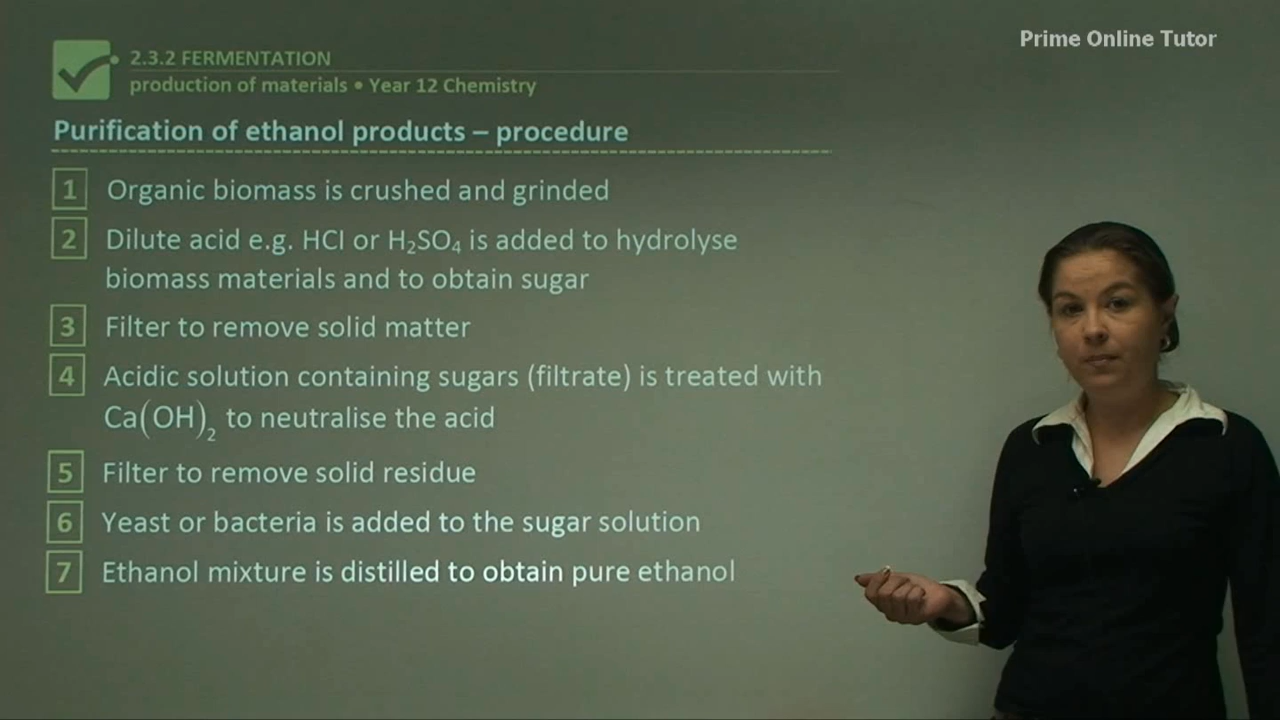 Prime Online Tutor
2.3.2 FERMENTATION
production of materials • Year 12 Chemistry
Purification of ethanol products – procedure
1 Organic biomass is crushed and grinded
2 Dilute acid e.g. HCl or H₂SO₄ is added to hydrolyse
biomass materials and to obtain sugar
3 Filter to remove solid matter
4 Acidic solution containing sugars (filtrate) is treated with
Ca(OH)₂ to neutralise the acid
5 Filter to remove solid residue
6 Yeast or bacteria is added to the sugar solution
7 Ethanol mixture is distilled to obtain pure ethanol